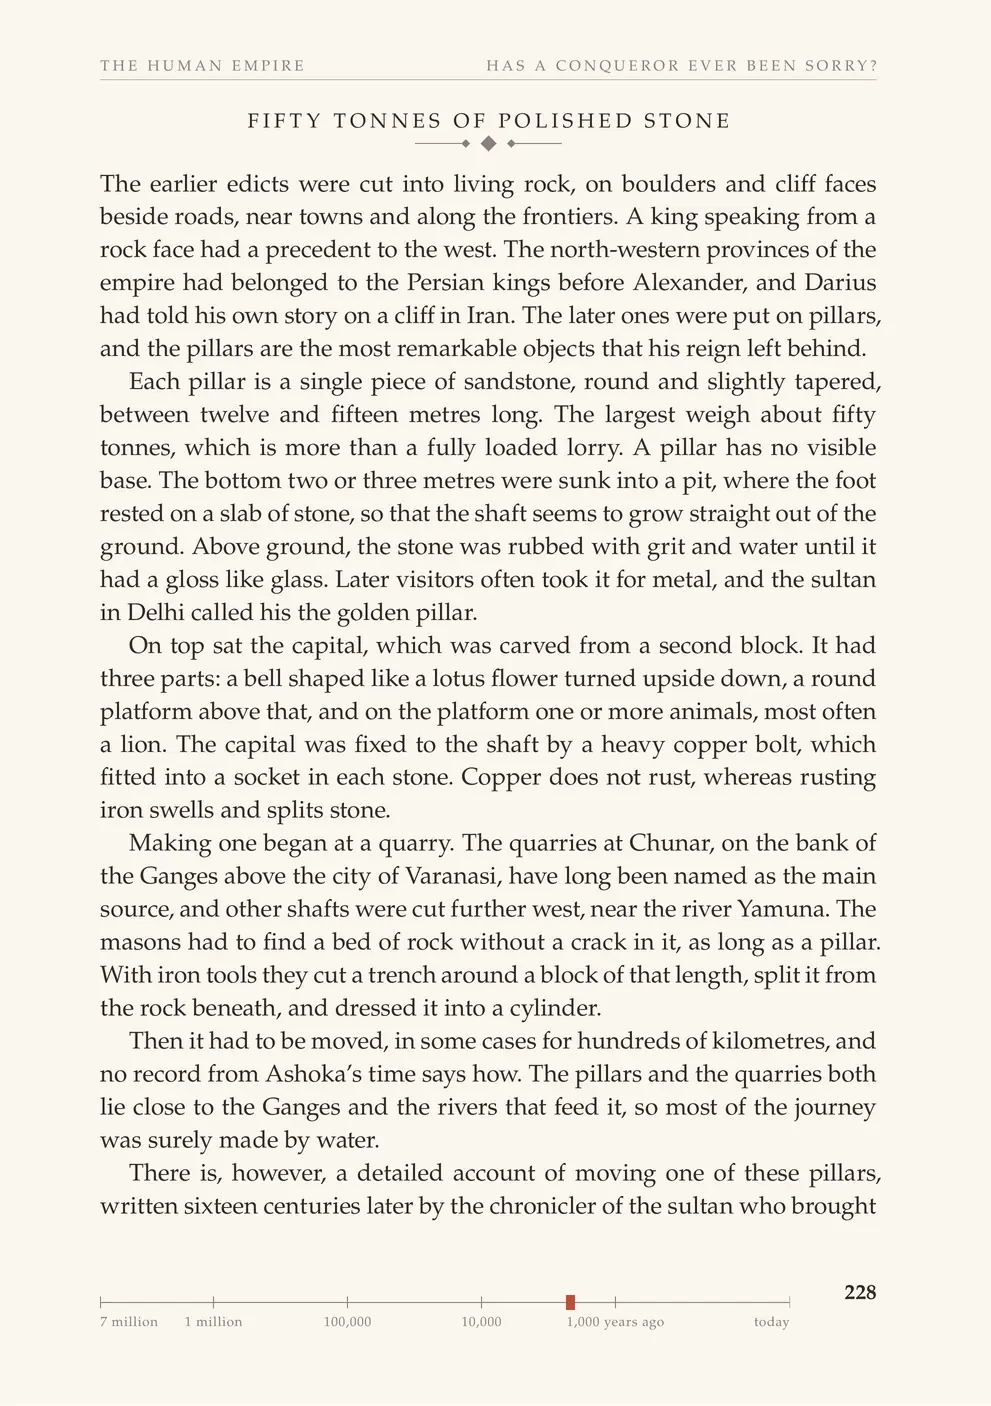 THE HUMAN EMPIRE
HAS A CONQUEROR EVER BEEN SORRY?
FIFTY TONNES OF POLISHED STONE
The earlier edicts were cut into living rock, on boulders and cliff faces
beside roads, near towns and along the frontiers. A king speaking from a
rock face had a precedent to the west. The north-western provinces of the
empire had belonged to the Persian kings before Alexander, and Darius
had told his own story on a cliff in Iran. The later ones were put on pillars,
and the pillars are the most remarkable objects that his reign left behind.
Each pillar is a single piece of sandstone, round and slightly tapered,
between twelve and fifteen metres long. The largest weigh about fifty
tonnes, which is more than a fully loaded lorry. A pillar has no visible
base. The bottom two or three metres were sunk into a pit, where the foot
rested on a slab of stone, so that the shaft seems to grow straight out of the
ground. Above ground, the stone was rubbed with grit and water until it
had a gloss like glass. Later visitors often took it for metal, and the sultan
in Delhi called his the golden pillar.
On top sat the capital, which was carved from a second block. It had
three parts: a bell shaped like a lotus flower turned upside down, a round
platform above that, and on the platform one or more animals, most often
a lion. The capital was fixed to the shaft by a heavy copper bolt, which
fitted into a socket in each stone. Copper does not rust, whereas rusting
iron swells and splits stone.
Making one began at a quarry. The quarries at Chunar, on the bank of
the Ganges above the city of Varanasi, have long been named as the main
source, and other shafts were cut further west, near the river Yamuna. The
masons had to find a bed of rock without a crack in it, as long as a pillar.
With iron tools they cut a trench around a block of that length, split it from
the rock beneath, and dressed it into a cylinder.
Then it had to be moved, in some cases for hundreds of kilometres, and
no record from Ashoka’s time says how. The pillars and the quarries both
lie close to the Ganges and the rivers that feed it, so most of the journey
was surely made by water.
There is, however, a detailed account of moving one of these pillars,
written sixteen centuries later by the chronicler of the sultan who brought
228
7 million 1 million 100,000 10,000 1,000 years ago today